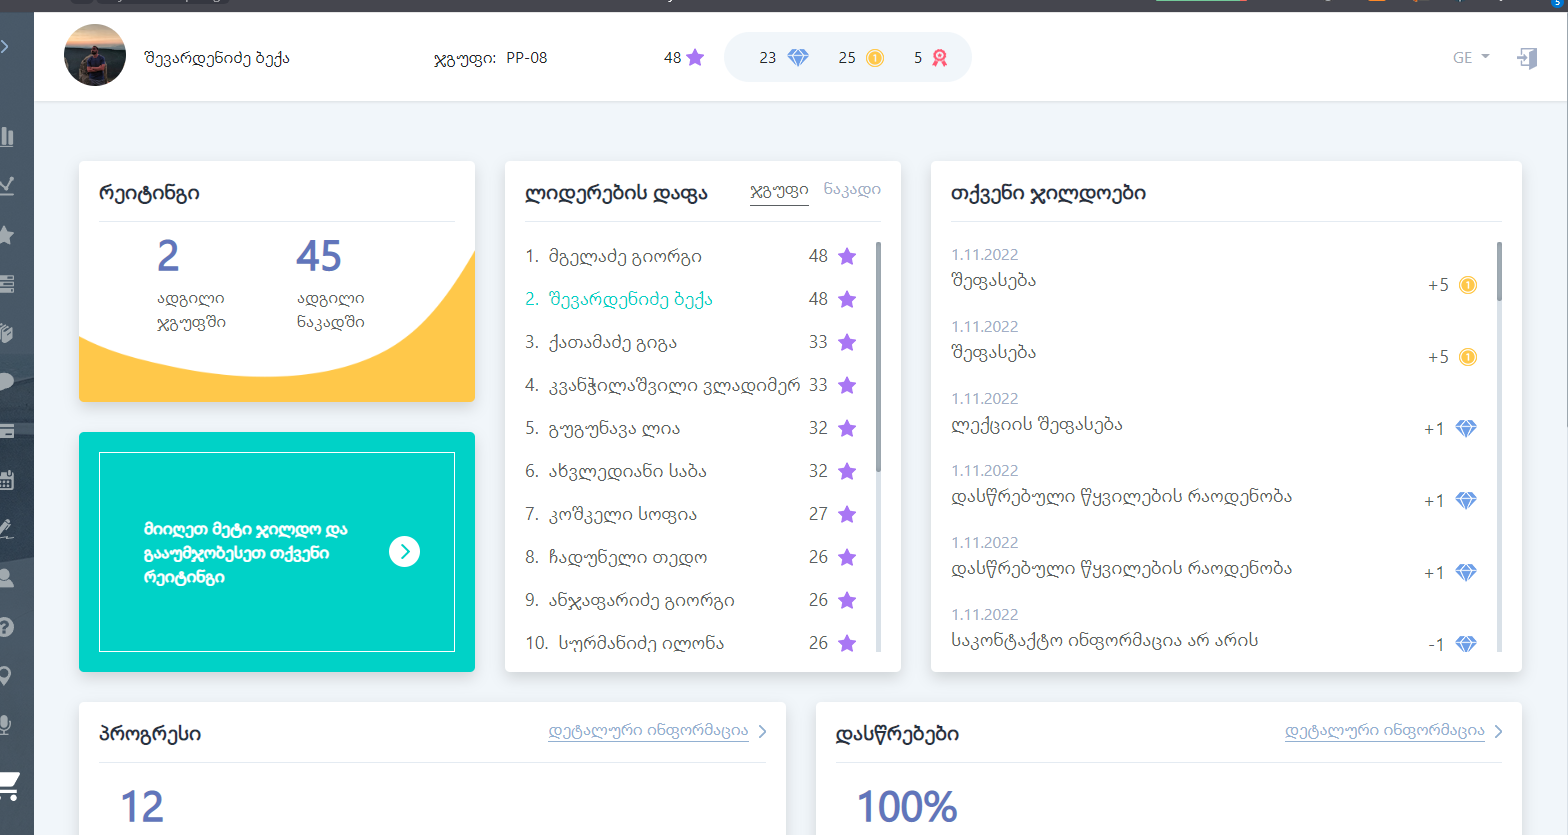 შევარდენიძე ბექა
ჯგუფი: PP-08
48
23
25
5
GE
რეიტინგი
2
45
ადგილი
ჯგუფში
ადგილი
ნაკადში
მიიღეთ მეტი ჯილდო და
გააუმჯობესეთ თქვენი
რეიტინგი
ლიდერების დაფა
ჯგუფი
ნაკადი
1. მგელაძე გიორგი 48
2. შევარდენიძე ბექა 48
3. ქათამაძე გიგა 33
4. კვანჭილაშვილი ვლადიმერ 33
5. გუგუნავა ლია 32
6. ახვლედიანი საბა 32
7. კოშკელი სოფია 27
8. ჩადუნელი თედო 26
9. ანჯაფარიძე გიორგი 26
10. სურმანიძე ილონა 26
თქვენი ჯილდოები
1.11.2022
შეფასება
+5
1.11.2022
შეფასება
+5
1.11.2022
ლექციის შეფასება
+1
1.11.2022
დასწრებული წყვილების რაოდენობა
+1
1.11.2022
დასწრებული წყვილების რაოდენობა
+1
1.11.2022
საკონტაქტო ინფორმაცია არ არის
-1
პროგრესი
დეტალური ინფორმაცია
12
დასწრებები
დეტალური ინფორმაცია
100%